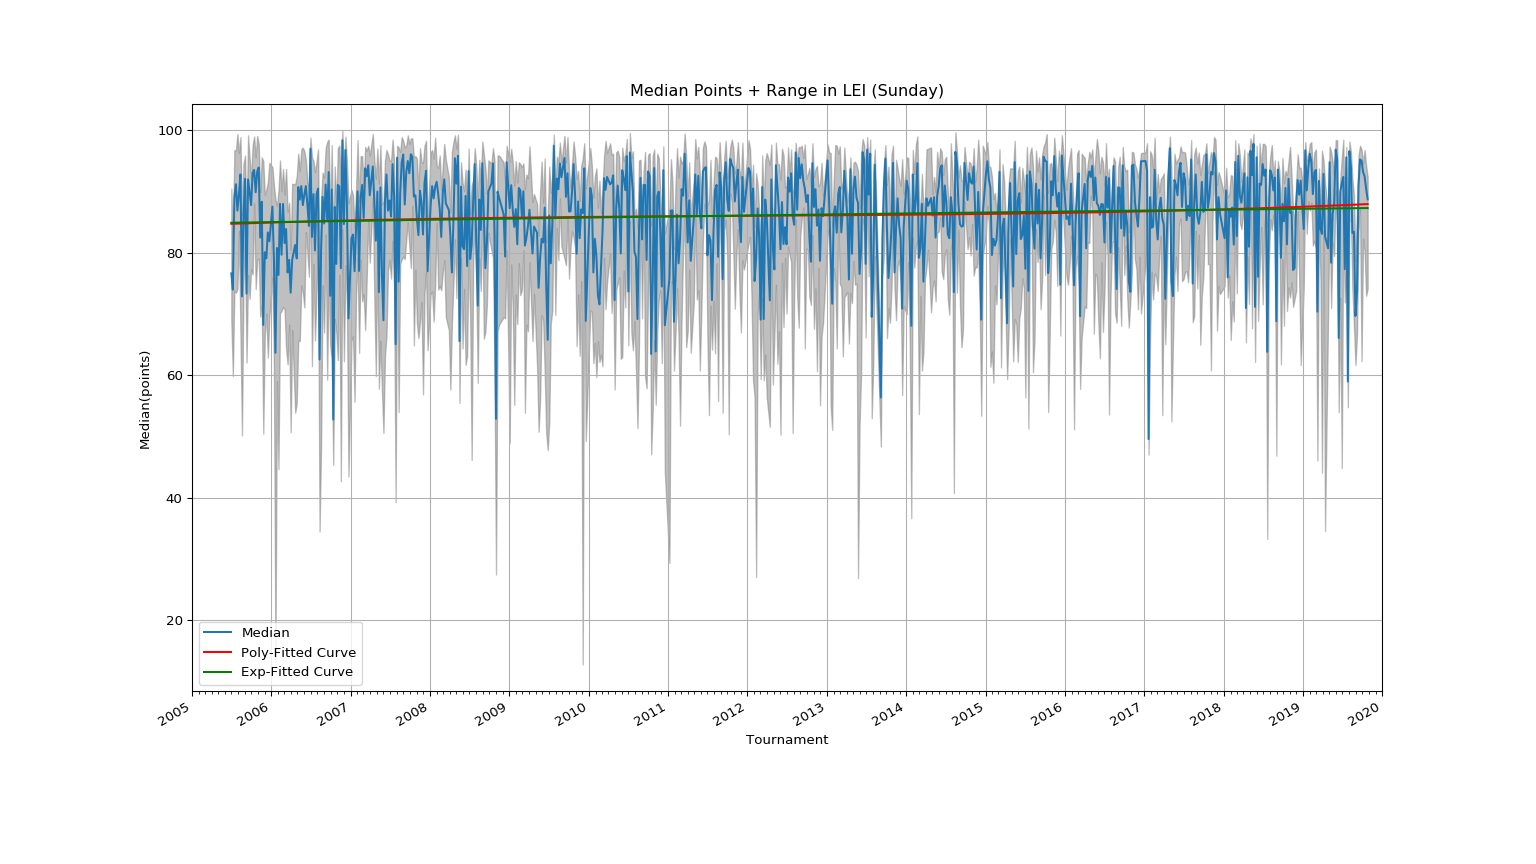 Median Points + Range in LEI (Sunday)
Median(points)
100
80
60
40
20
Median
Poly-Fitted Curve
Exp-Fitted Curve
2005 2006 2007 2008 2009 2010 2011 2012 2013 2014 2015 2016 2017 2018 2019 2020
Tournament